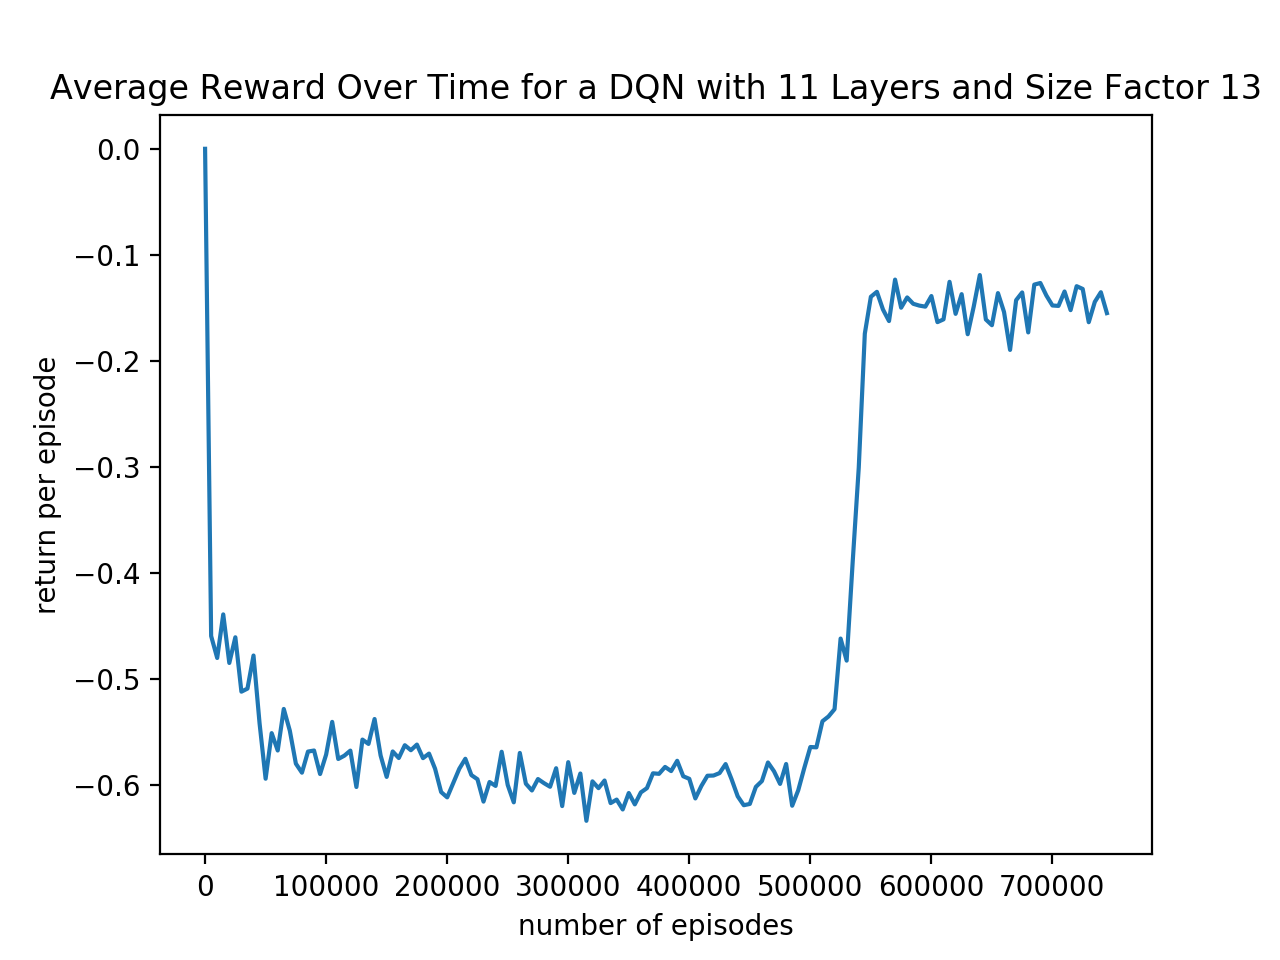 Average Reward Over Time for a DQN with 11 Layers and Size Factor 13
0.0
−0.1
−0.2
−0.3
−0.4
−0.5
−0.6
return per episode
0 100000 200000 300000 400000 500000 600000 700000
number of episodes